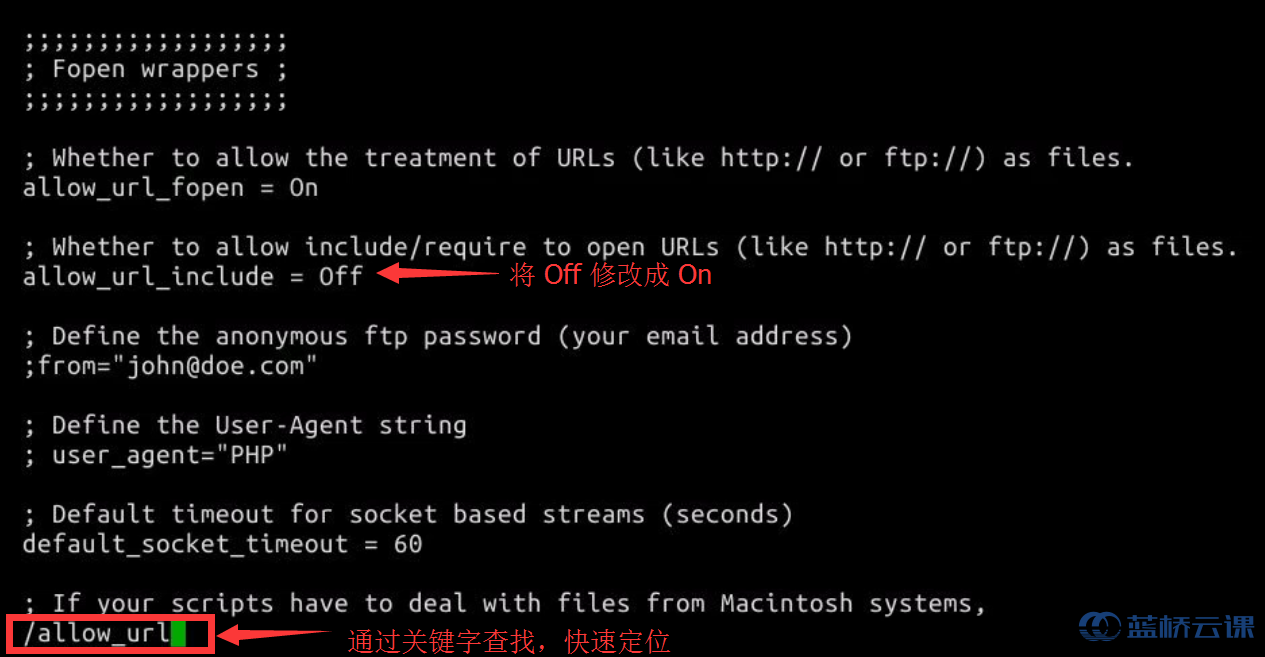 ;;;;;;;;;;;;;;;;;;
; Fopen wrappers ;
;;;;;;;;;;;;;;;;;;
; Whether to allow the treatment of URLs (like http:// or ftp://) as files.
allow_url_fopen = On
; Whether to allow include/require to open URLs (like http:// or ftp://) as files.
allow_url_include = Off
将 Off 修改成 On
; Define the anonymous ftp password (your email address)
;from="john@doe.com"
; Define the User-Agent string
; user_agent="PHP"
; Default timeout for socket based streams (seconds)
default_socket_timeout = 60
; If your scripts have to deal with files from Macintosh systems,
/allow_url
通过关键字查找，快速定位
蓝桥云课